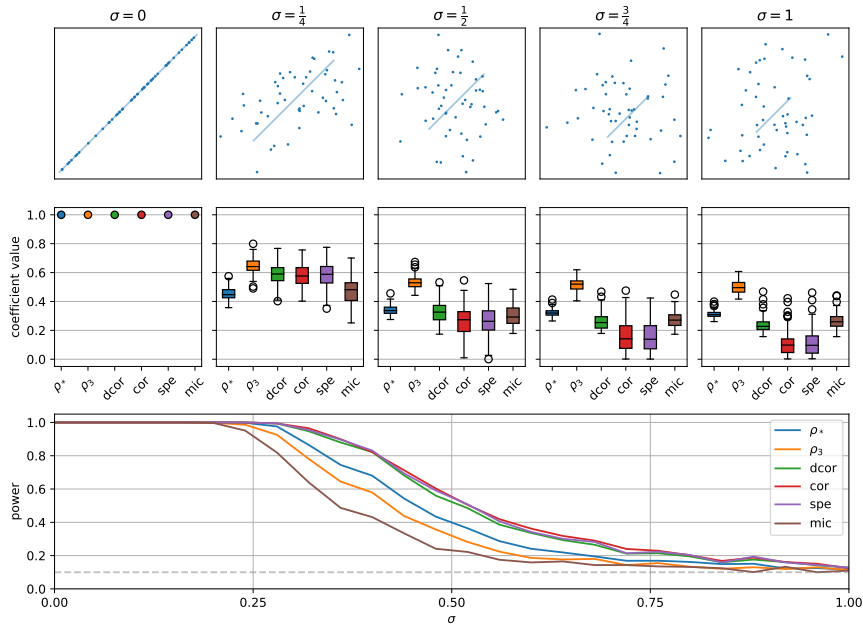 σ = 0
σ = 1/4
σ = 1/2
σ = 3/4
σ = 1
coefficient value
1.0
0.8
0.6
0.4
0.2
0.0
ρ* ρ3 dcor cor spe mic
ρ* ρ3 dcor cor spe mic
ρ* ρ3 dcor cor spe mic
ρ* ρ3 dcor cor spe mic
ρ* ρ3 dcor cor spe mic
power
1.0
0.8
0.6
0.4
0.2
0.0
ρ*
ρ3
dcor
cor
spe
mic
0.00 0.25 0.50 0.75 1.00
σ